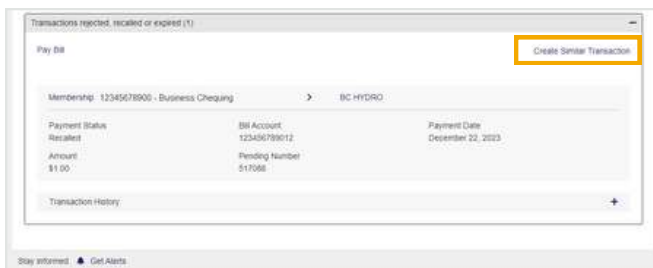 Transactions rejected, recalled or expired (1)
Pay Bill
Create Similar Transaction
Membership 12345678900 - Business Chequing > BC HYDRO
Payment Status Bill Account Payment Date
Recalled 123456789012 December 22, 2023
Amount Pending Number
$1.00 517066
Transaction History +
Stay informed Get Alerts